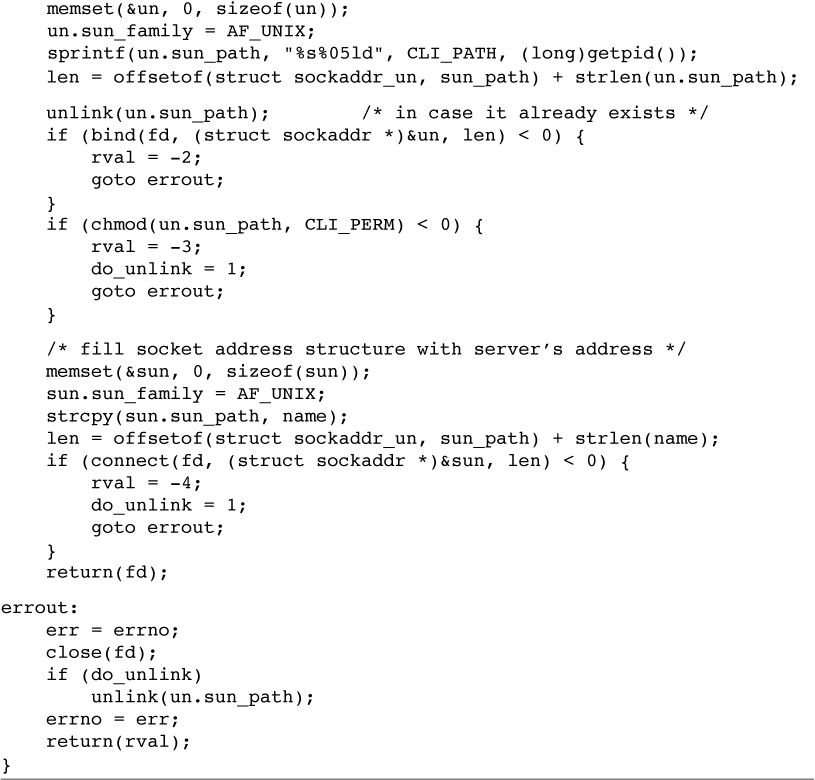 memset(&un, 0, sizeof(un));
    un.sun_family = AF_UNIX;
    sprintf(un.sun_path, "%s%05ld", CLI_PATH, (long)getpid());
    len = offsetof(struct sockaddr_un, sun_path) + strlen(un.sun_path);
    unlink(un.sun_path);        /* in case it already exists */
    if (bind(fd, (struct sockaddr *)&un, len) < 0) {
        rval = -2;
        goto errout;
    }
    if (chmod(un.sun_path, CLI_PERM) < 0) {
        rval = -3;
        do_unlink = 1;
        goto errout;
    }
    /* fill socket address structure with server’s address */
    memset(&sun, 0, sizeof(sun));
    sun.sun_family = AF_UNIX;
    strcpy(sun.sun_path, name);
    len = offsetof(struct sockaddr_un, sun_path) + strlen(name);
    if (connect(fd, (struct sockaddr *)&sun, len) < 0) {
        rval = -4;
        do_unlink = 1;
        goto errout;
    }
    return(fd);
errout:
    err = errno;
    close(fd);
    if (do_unlink)
        unlink(un.sun_path);
    errno = err;
    return(rval);
}